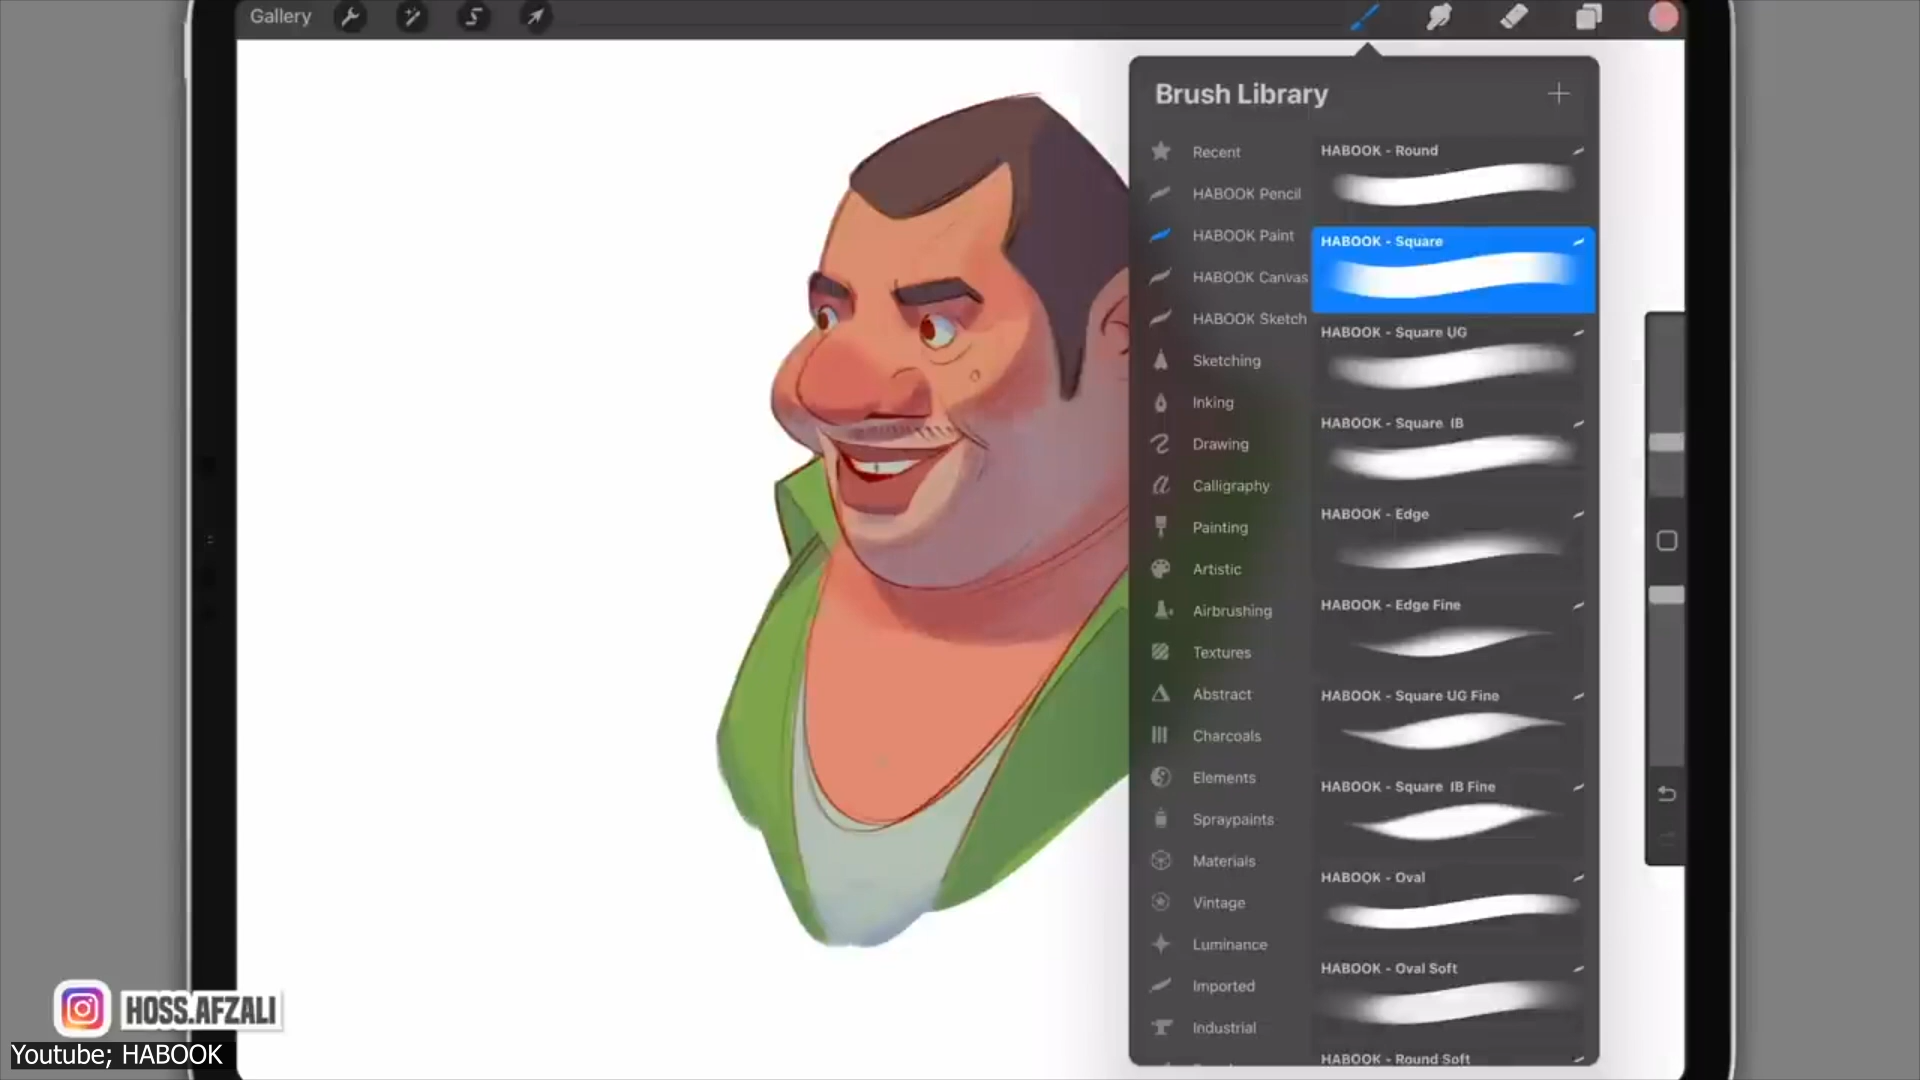 Gallery
Brush Library
Recent
HABOOK Pencil
HABOOK Paint
HABOOK Canvas
HABOOK Sketch
Sketching
Inking
Drawing
Calligraphy
Painting
Artistic
Airbrushing
Textures
Abstract
Charcoals
Elements
Spraypaints
Materials
Vintage
Luminance
Imported
Industrial
HABOOK - Round
HABOOK - Square
HABOOK - Square UG
HABOOK - Square IB
HABOOK - Edge
HABOOK - Edge Fine
HABOOK - Square UG Fine
HABOOK - Square IB Fine
HABOOK - Oval
HABOOK - Oval Soft
HABOOK - Round Soft
HOSS.AFZALI
Youtube; HABOOK